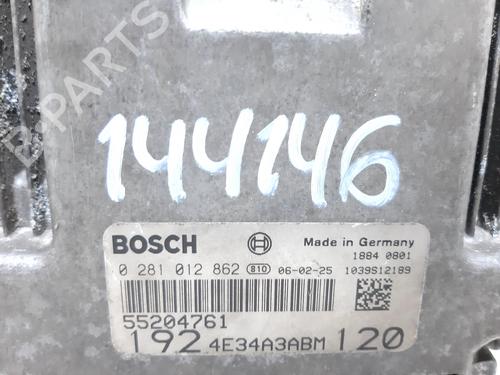 B-PARTS
144146
BOSCH Made in Germany
1884 0801
0 281 012 862 810 06-02-25 1039S12189
55204761
192 4E34A3ABM 120